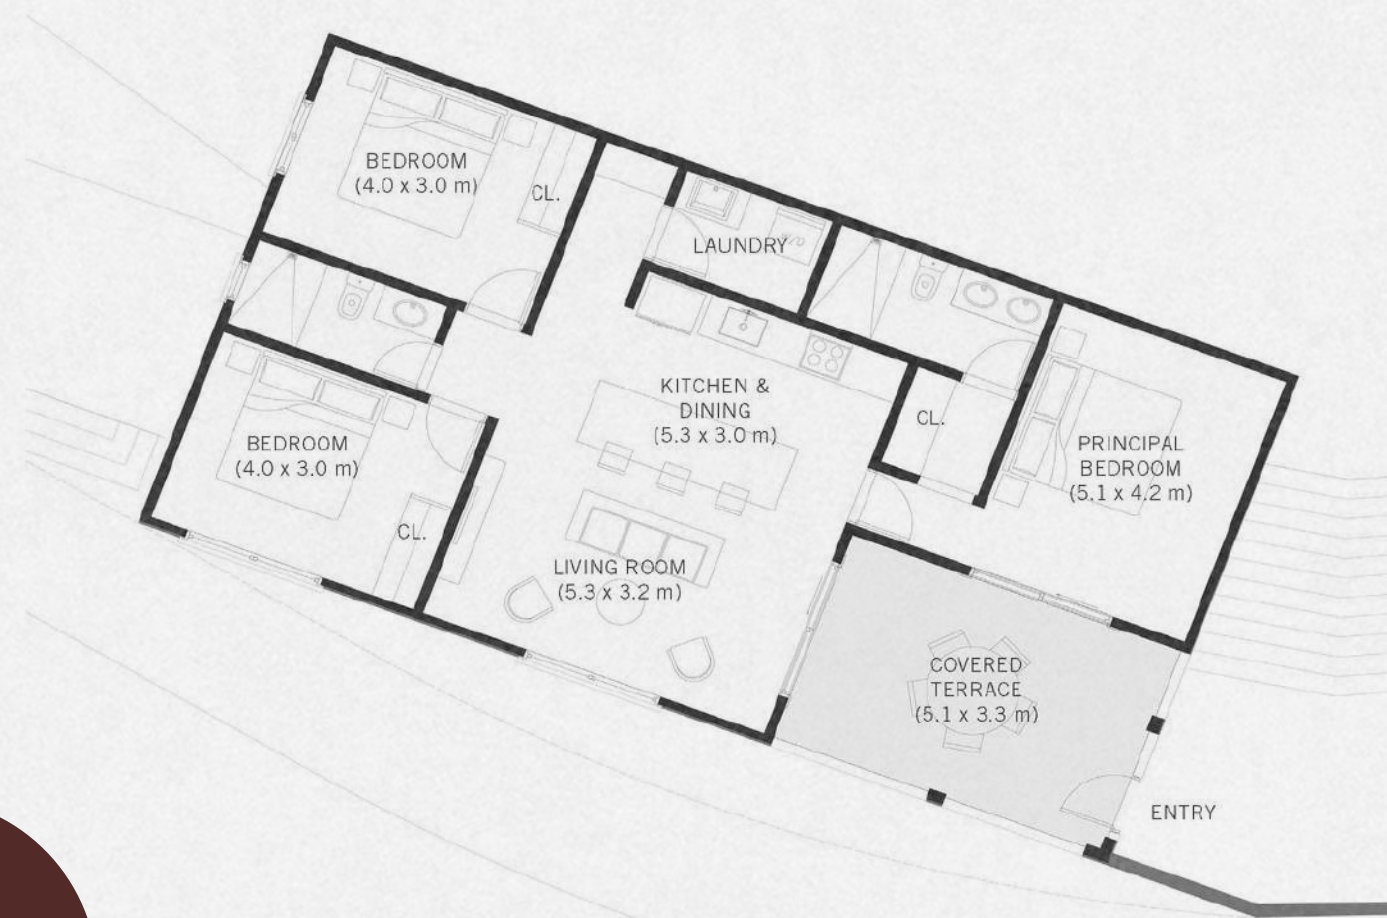 BEDROOM
(4.0 x 3.0 m)
CL.
LAUNDRY
KITCHEN &
DINING
(5.3 x 3.0 m)
CL.
PRINCIPAL
BEDROOM
(5.1 x 4.2 m)
BEDROOM
(4.0 x 3.0 m)
CL.
LIVING ROOM
(5.3 x 3.2 m)
COVERED
TERRACE
(5.1 x 3.3 m)
ENTRY